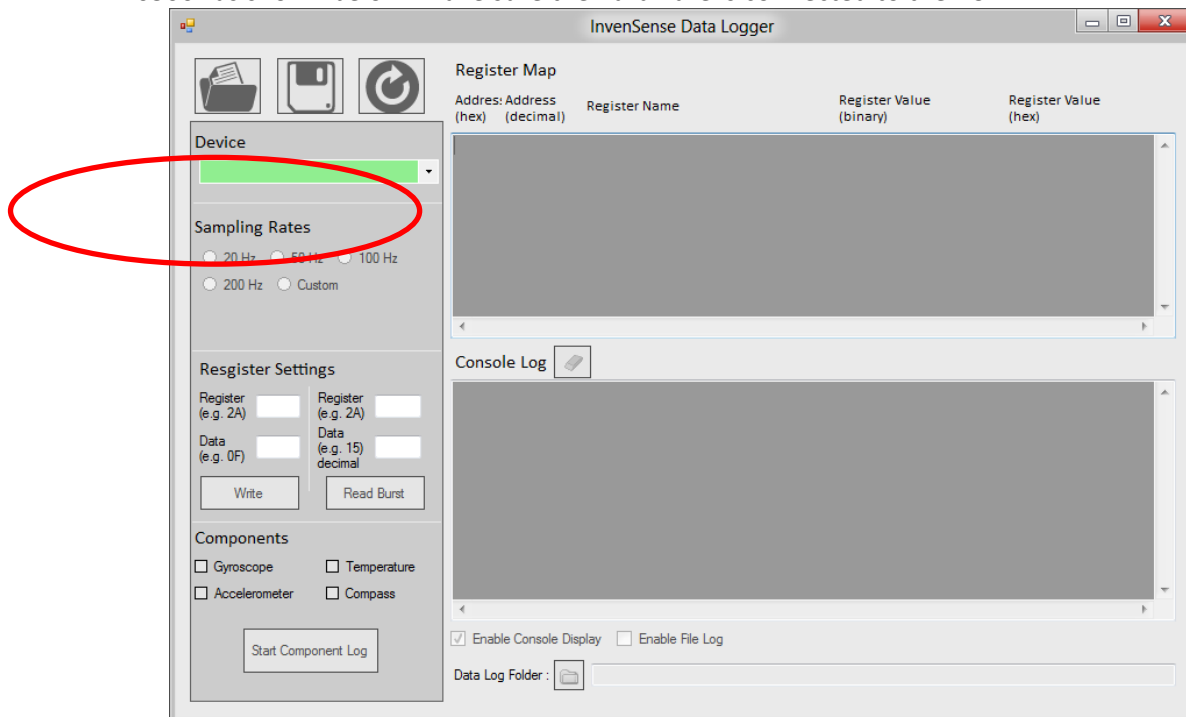 InvenSense Data Logger
Register Map
Addres: Address Register Name Register Value Register Value
(hex) (decimal) (binary) (hex)
Device
Sampling Rates
20 Hz 50 Hz 100 Hz
200 Hz Custom
Console Log
Resgister Settings
Register Register
(e.g. 2A) (e.g. 2A)
Data Data
(e.g. 0F) (e.g. 15)
decimal
Write Read Burst
Components
Gyroscope Temperature
Accelerometer Compass
Start Component Log
Enable Console Display Enable File Log
Data Log Folder :